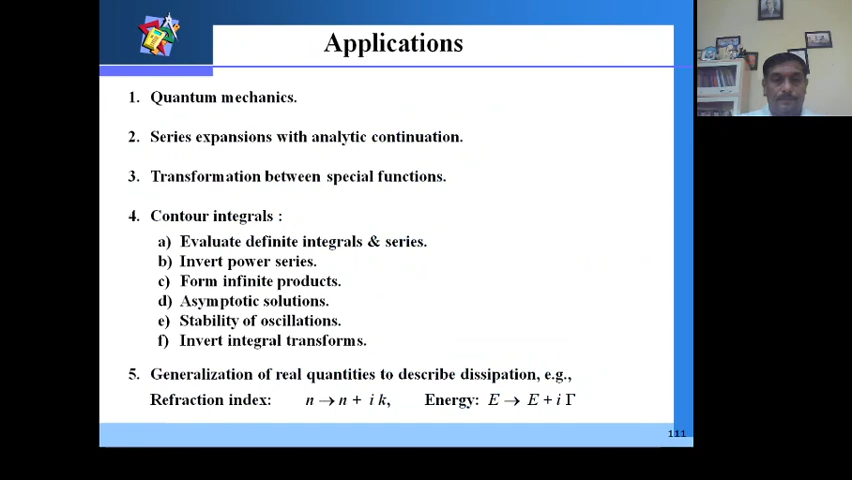 Applications
1. Quantum mechanics.
2. Series expansions with analytic continuation.
3. Transformation between special functions.
4. Contour integrals :
a) Evaluate definite integrals & series.
b) Invert power series.
c) Form infinite products.
d) Asymptotic solutions.
e) Stability of oscillations.
f) Invert integral transforms.
5. Generalization of real quantities to describe dissipation, e.g.,
Refraction index: n → n + i k, Energy: E → E + i Γ
111